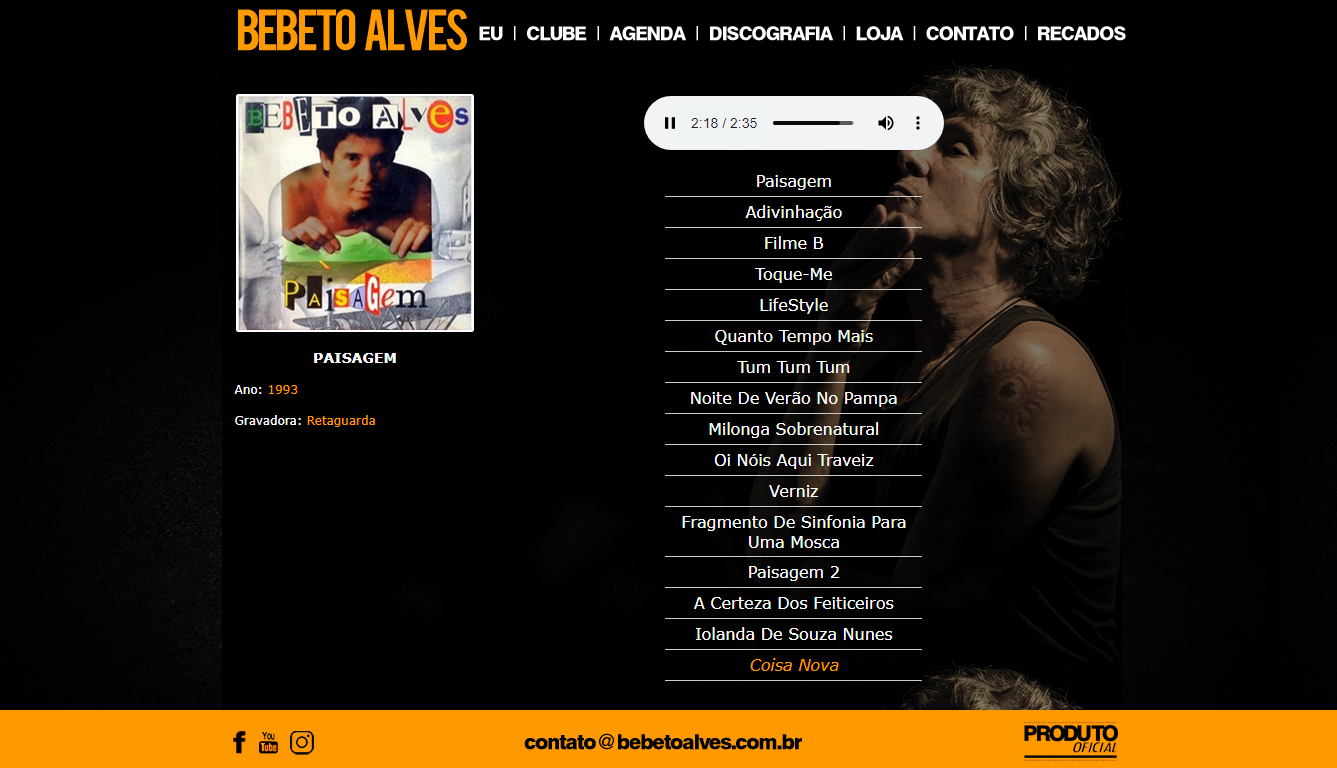 BEBETO ALVES
EU | CLUBE | AGENDA | DISCOGRAFIA | LOJA | CONTATO | RECADOS
BEBETO ALVES
Paisagem
PAISAGEM
Ano: 1993
Gravadora: Retaguarda
2:18 / 2:35
Paisagem
Adivinhação
Filme B
Toque-Me
LifeStyle
Quanto Tempo Mais
Tum Tum Tum
Noite De Verão No Pampa
Milonga Sobrenatural
Oi Nóis Aqui Traveiz
Verniz
Fragmento De Sinfonia Para
Uma Mosca
Paisagem 2
A Certeza Dos Feiticeiros
Iolanda De Souza Nunes
Coisa Nova
You
Tube
contato@bebetoalves.com.br
PRODUTO
OFICIAL